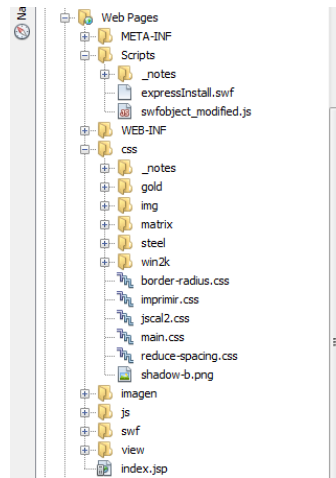 Na
Web Pages
META-INF
Scripts
_notes
expressInstall.swf
swfobject_modified.js
WEB-INF
css
_notes
gold
img
matrix
steel
win2k
border-radius.css
imprimir.css
jscal2.css
main.css
reduce-spacing.css
shadow-b.png
imagen
js
swf
view
index.jsp